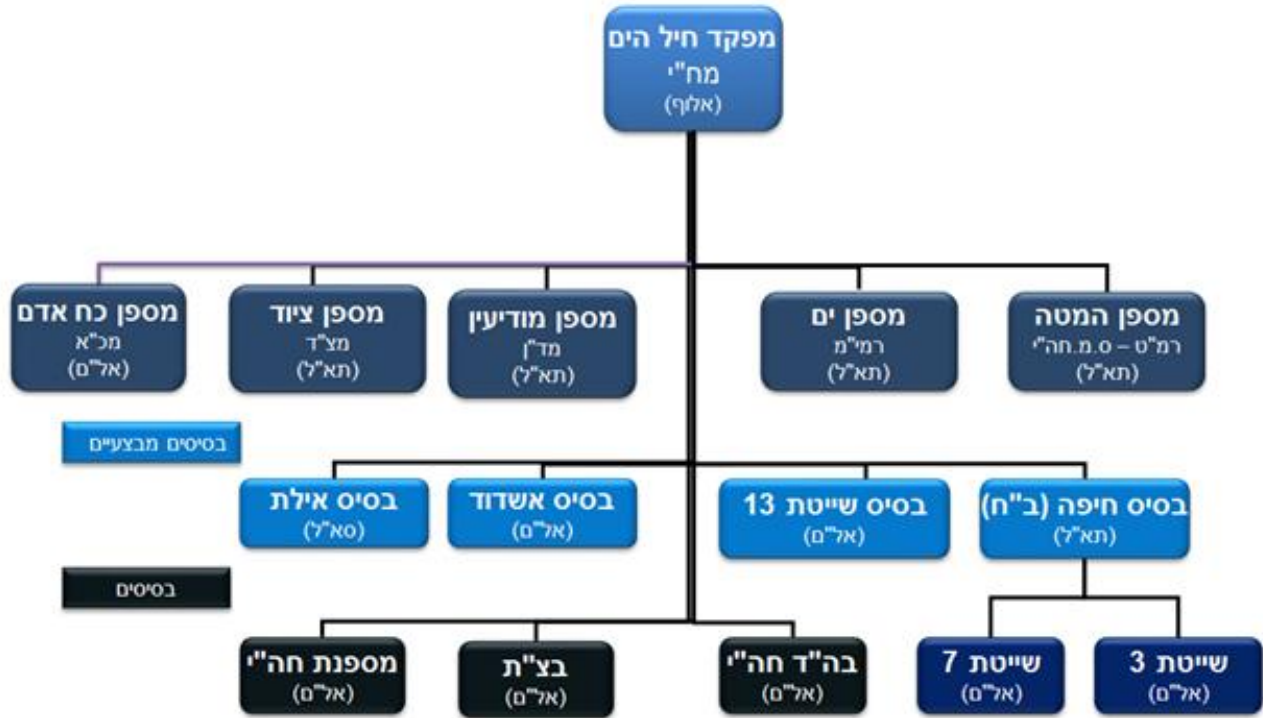 מפקד חיל הים
מח"י
(אלוף)
מספן המטה
רמ"ט – ס.מ.חה"י
(תא"ל)
מספן ים
רמי"מ
(תא"ל)
מספן מודיעין
מד"ן
(תא"ל)
מספן ציוד
מצ"ד
(תא"ל)
מספן כח אדם
מכ"א
(אל"ם)
בסיסים מבצעיים
בסיס חיפה (ב"ח)
(תא"ל)
בסיס שייטת 13
(אל"ם)
בסיס אשדוד
(אל"ם)
בסיס אילת
(סא"ל)
בסיסים
שייטת 3
(אל"ם)
שייטת 7
(אל"ם)
בה"ד חה"י
(אל"ם)
בצ"ת
(אל"ם)
מספנת חה"י
(אל"ם)